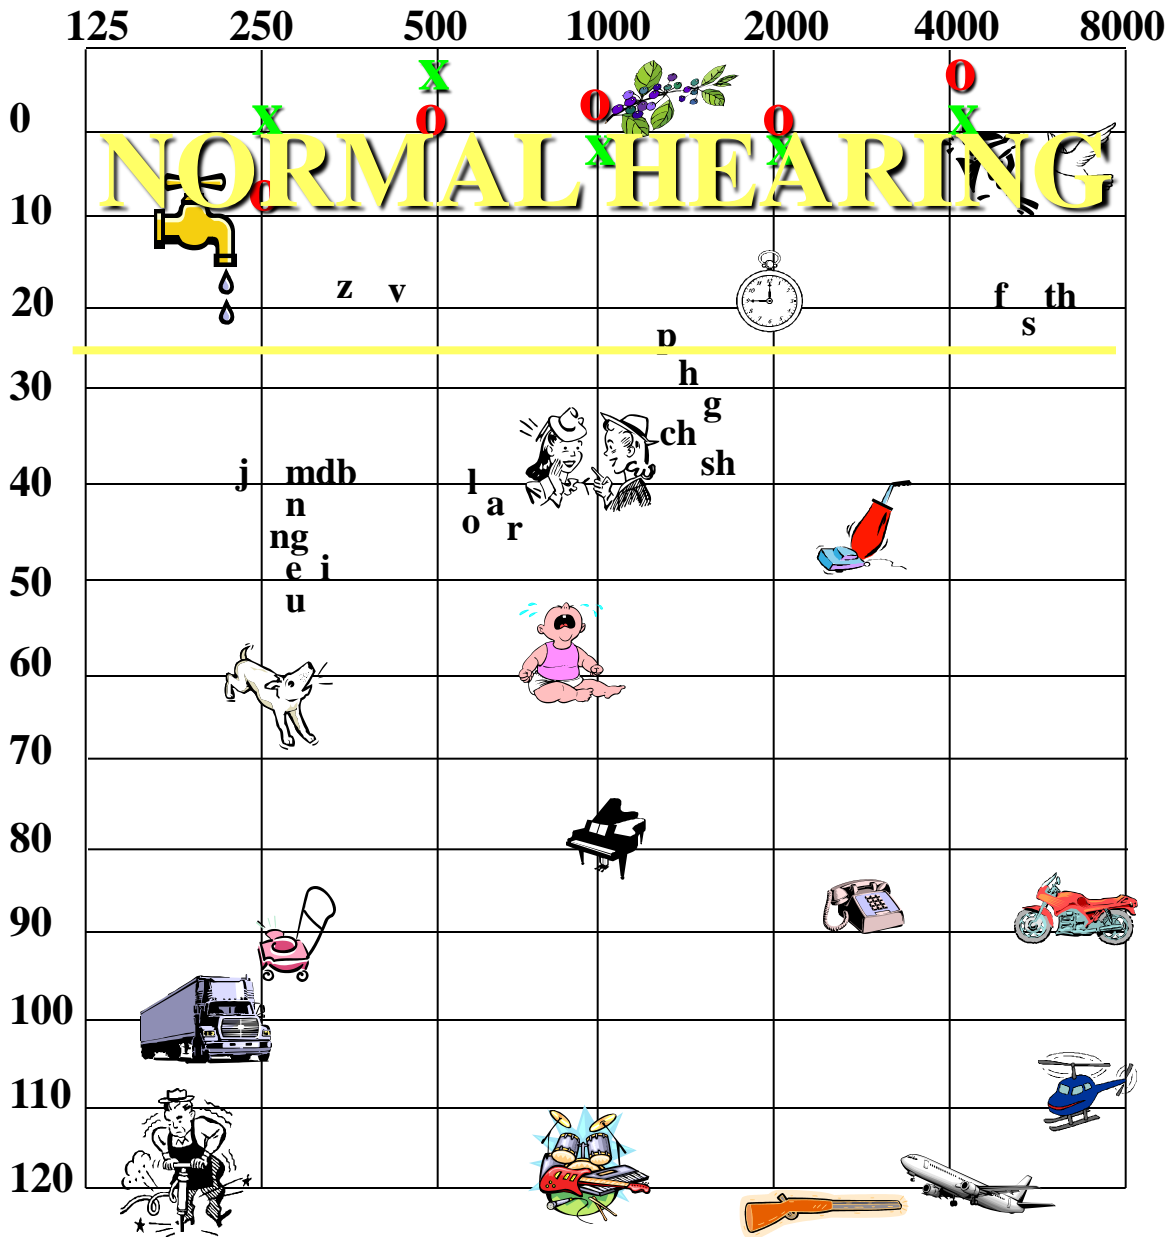 125 250 500 1000 2000 4000 8000
x o
x o o o x
0
x x
NORMAL HEARING
o
10
z v f th
20
s
p
30
h
g
ch
sh
j mdb l
40
n a
o r
ng
e i
50
u
60
70
80
90
100
110
120